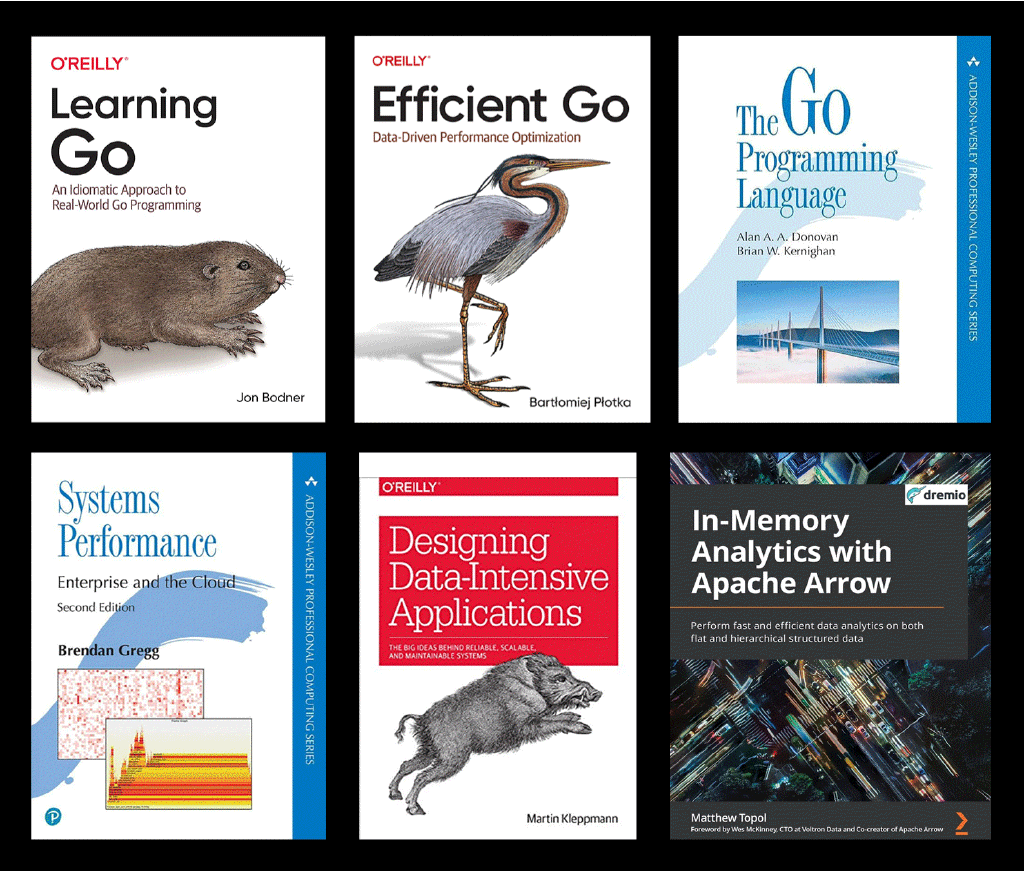 O'REILLY®
Learning
Go
An Idiomatic Approach to
Real-World Go Programming
Jon Bodner
O'REILLY®
Efficient Go
Data-Driven Performance Optimization
Bartłomiej Płotka
The Go
Programming
Language
Alan A. A. Donovan
Brian W. Kernighan
ADDISON-WESLEY PROFESSIONAL COMPUTING SERIES
Systems
Performance
Enterprise and the Cloud
Second Edition
Brendan Gregg
ADDISON-WESLEY PROFESSIONAL COMPUTING SERIES
P
O'REILLY®
Designing
Data-Intensive
Applications
THE BIG IDEAS BEHIND RELIABLE, SCALABLE,
AND MAINTAINABLE SYSTEMS
Martin Kleppmann
dremio
In-Memory
Analytics with
Apache Arrow
Perform fast and efficient data analytics on both
flat and hierarchical structured data
Matthew Topol
Foreword by Wes McKinney, CTO at Voltron Data and Co-creator of Apache Arrow